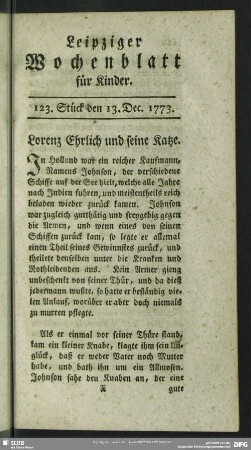 Leipziger
Wochenblatt
für Kinder.
123. Stück den 13. Dec. 1773.
Lorenz Ehrlich und seine Katze.
In Holland war ein reicher Kaufmann,
Namens Johnson, der verschiedene
Schiffe auf der See hielt, welche alle Jahre
nach Indien fuhren, und meistentheils reich
beladen wieder zurück kamen. Johnson
war zugleich gutthätig und freygebig gegen
die Armen, und wenn eines von seinen
Schiffen zurück kam, so legte er allemal
einen Theil seines Gewinnstes zurück, und
theilete denselben unter die Kranken und
Nothleidenden aus. Kein Armer gieng
unbeschenkt von seiner Thür, und da dieß
jedermann wußte, so hatte er beständig vie-
len Anlauf, worüber er aber doch niemals
zu murren pflegte.
Als er einmal vor seiner Thüre stand,
kam ein kleiner Knabe, klagte ihm sein Un-
glück, daß er weder Vater noch Mutter
habe, und bath ihn um ein Allmosen.
Johnson sahe den Knaben an, der eine
gute
SLUB